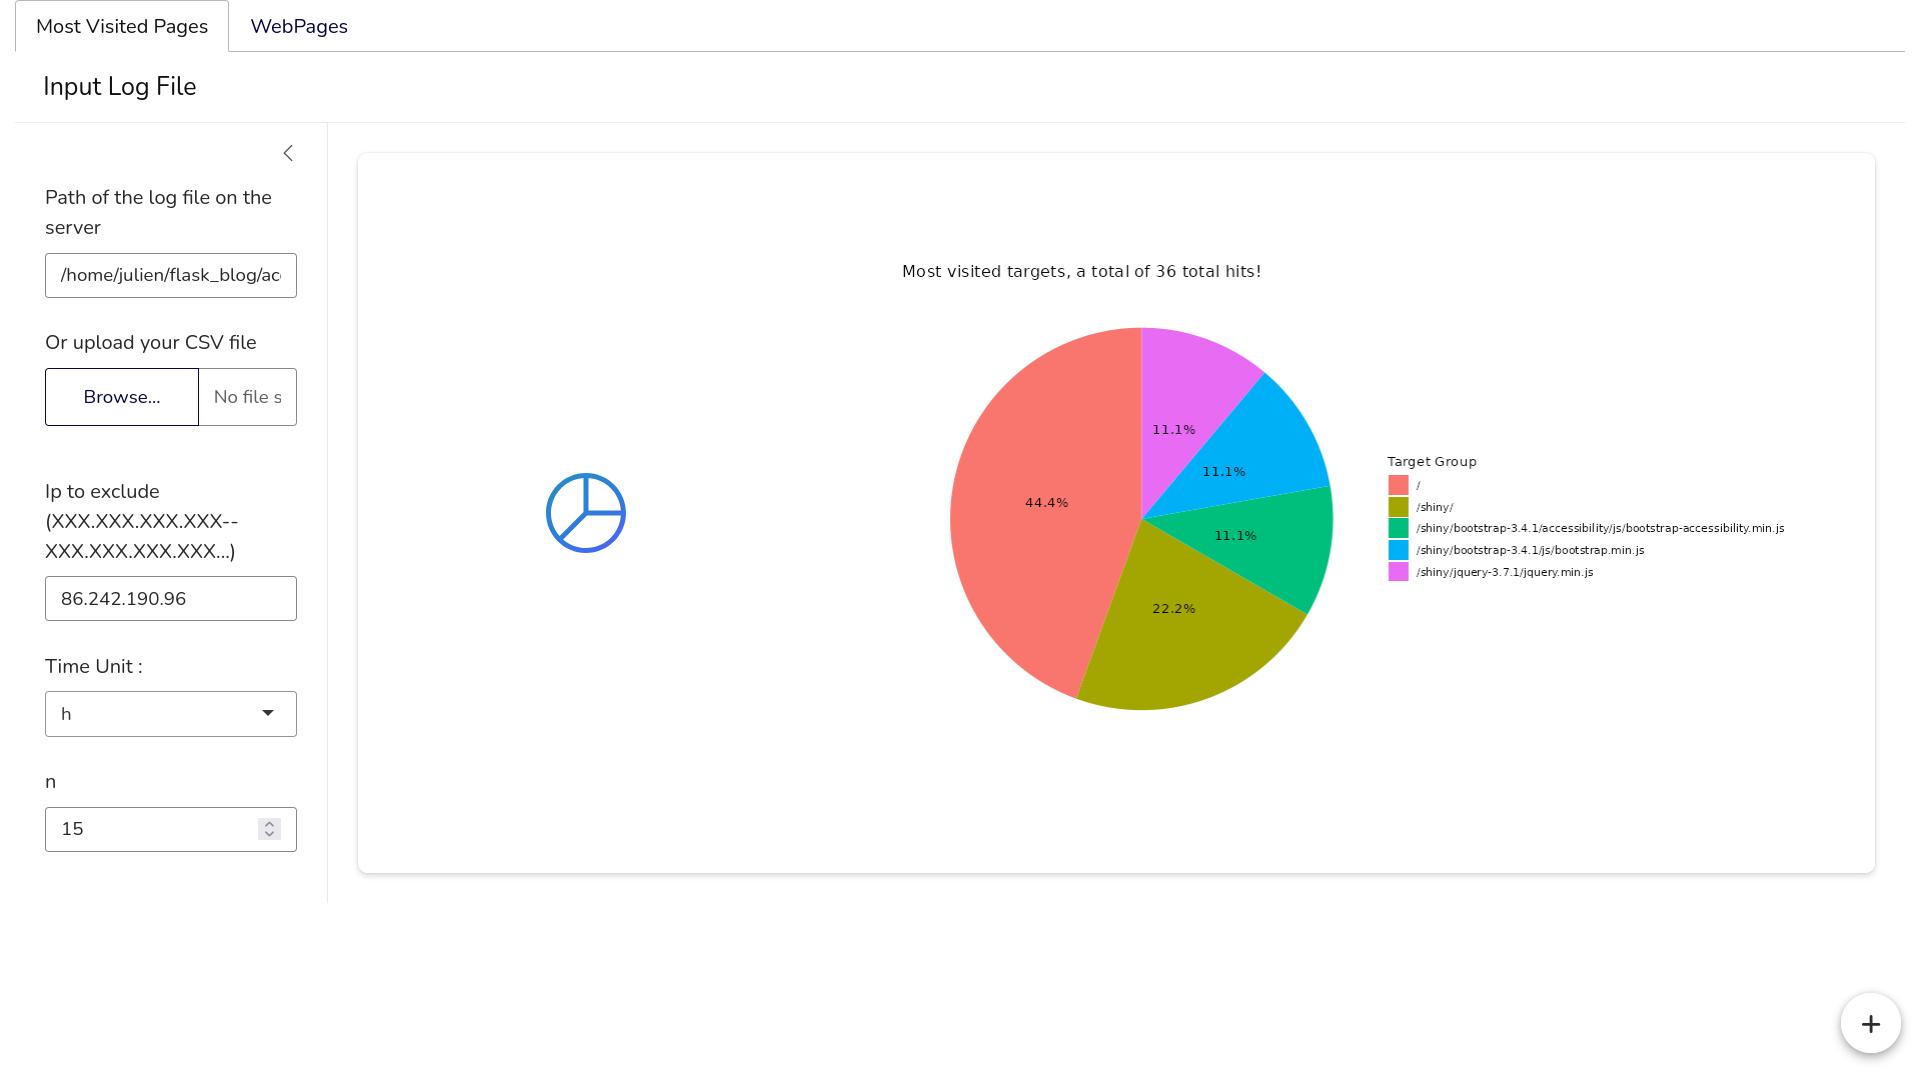 Most Visited Pages
WebPages
Input Log File
Path of the log file on the
server
/home/julien/flask_blog/ac
Or upload your CSV file
Browse...
No file s
Ip to exclude
(XXX.XXX.XXX.XXX--
XXX.XXX.XXX.XXX...)
86.242.190.96
Time Unit :
h
n
15
Most visited targets, a total of 36 total hits!
11.1%
11.1%
44.4%
11.1%
22.2%
Target Group
/
/shiny/
/shiny/bootstrap-3.4.1/accessibility/js/bootstrap-accessibility.min.js
/shiny/bootstrap-3.4.1/js/bootstrap.min.js
/shiny/jquery-3.7.1/jquery.min.js
+